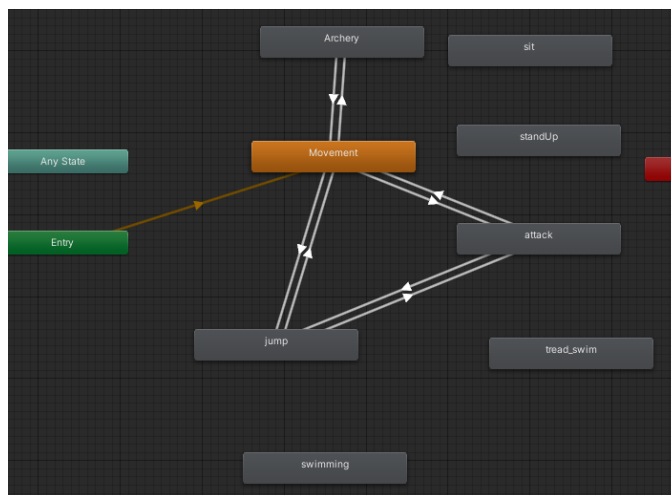 Archery
sit
standUp
Movement
Any State
attack
Entry
jump
tread_swim
swimming